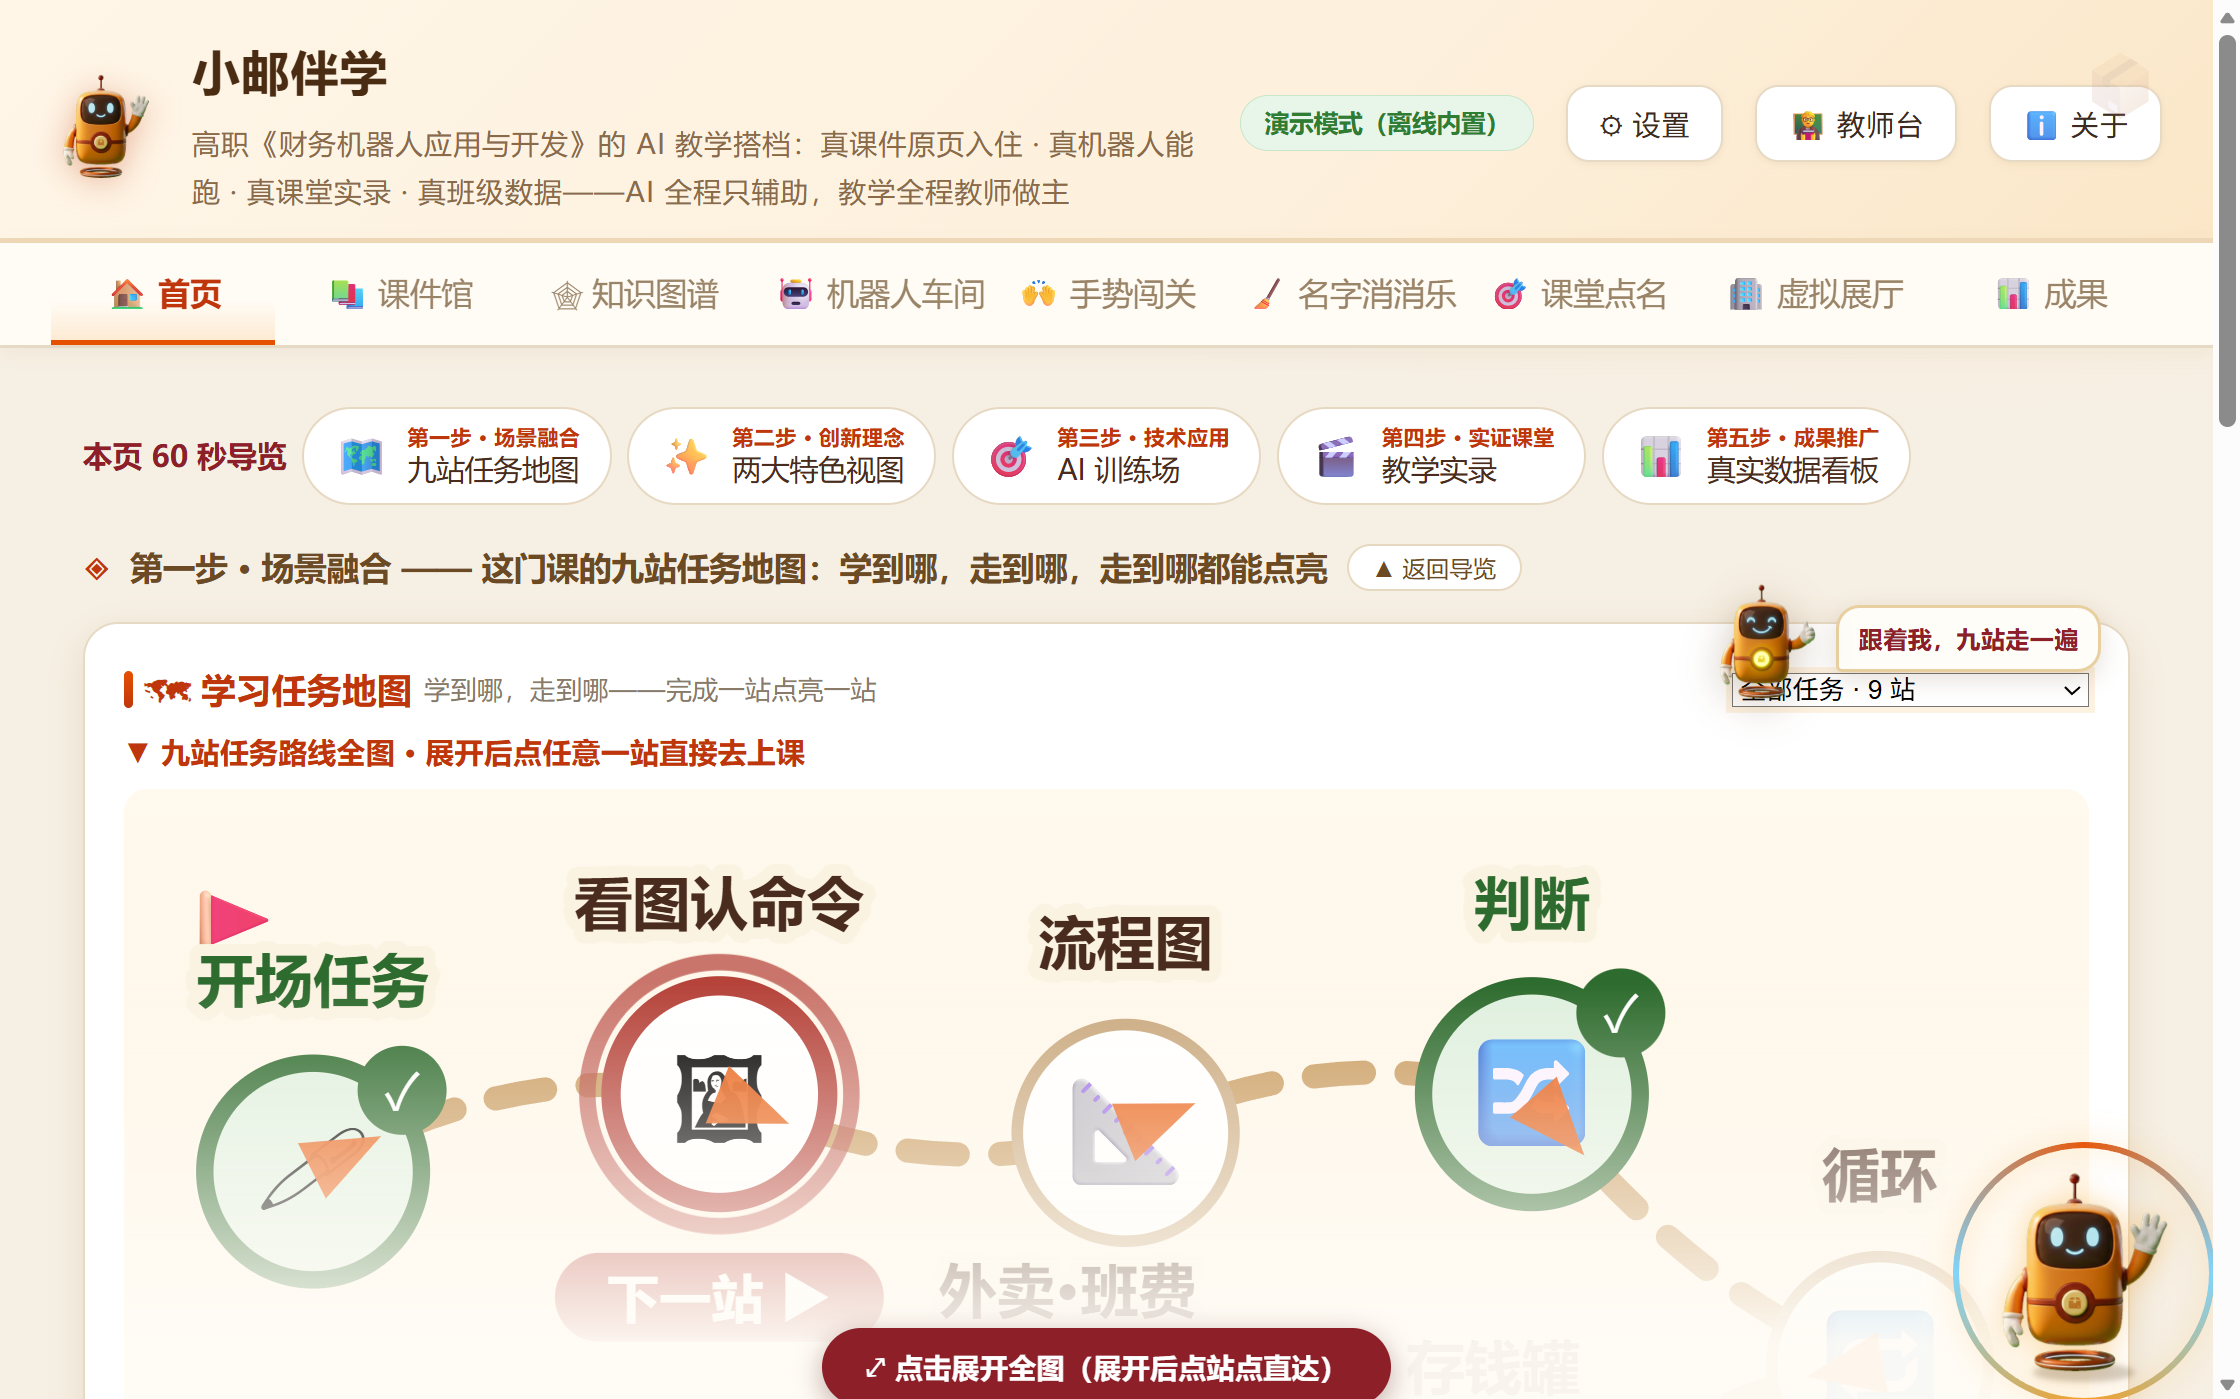 小邮伴学
高职《财务机器人应用与开发》的 AI 教学搭档：真课件原页入住 · 真机器人能
跑 · 真课堂实录 · 真班级数据——AI 全程只辅助，教学全程教师做主
演示模式（离线内置）
设置
教师台
关于
首页
课件馆
知识图谱
机器人车间
手势闯关
名字消消乐
课堂点名
虚拟展厅
成果
本页 60 秒导览
第一步 · 场景融合
九站任务地图
第二步 · 创新理念
两大特色视图
第三步 · 技术应用
AI 训练场
第四步 · 实证课堂
教学实录
第五步 · 成果推广
真实数据看板
◈ 第一步 · 场景融合 —— 这门课的九站任务地图：学到哪，走到哪，走到哪都能点亮
▲ 返回导览
跟着我，九站走一遍
学习任务地图
学到哪，走到哪——完成一站点亮一站
全部任务 · 9 站
▼ 九站任务路线全图 · 展开后点任意一站直接去上课
开场任务
看图认命令
流程图
判断
循环
下一站 ▶
外卖·班费
存钱罐
⤢ 点击展开全图（展开后点站点直达）